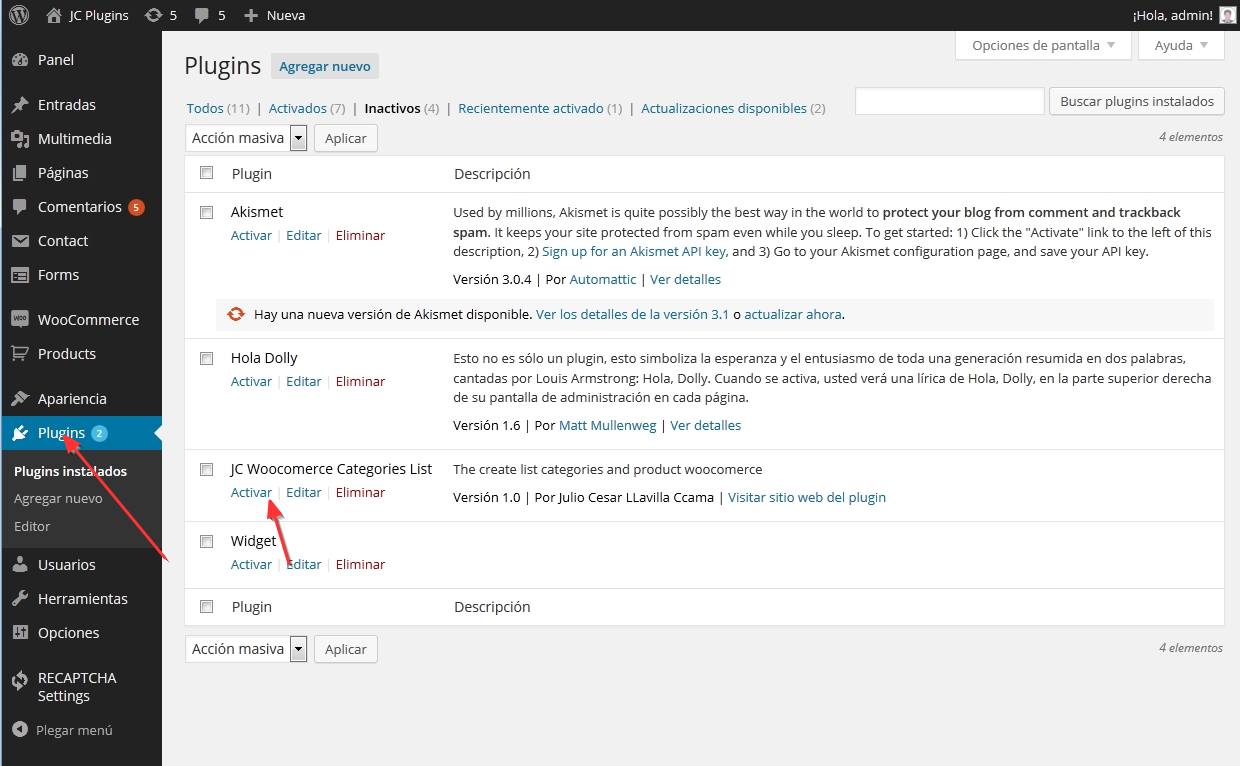 JC Plugins 5 5 Nueva ¡Hola, admin!
Panel
Entradas
Multimedia
Páginas
Comentarios 5
Contact
Forms
WooCommerce
Products
Apariencia
Plugins 2
Plugins instalados
Agregar nuevo
Editor
Usuarios
Herramientas
Opciones
RECAPTCHA
Settings
Plegar menú
Opciones de pantalla Ayuda
Plugins Agregar nuevo
Todos (11) | Activados (7) | Inactivos (4) | Recientemente activado (1) | Actualizaciones disponibles (2)
Buscar plugins instalados
Acción masiva Aplicar
4 elementos
Plugin Descripción
Akismet
Activar | Editar | Eliminar
Used by millions, Akismet is quite possibly the best way in the world to protect your blog from comment and trackback
spam. It keeps your site protected from spam even while you sleep. To get started: 1) Click the "Activate" link to the left of this
description, 2) Sign up for an Akismet API key, and 3) Go to your Akismet configuration page, and save your API key.
Versión 3.0.4 | Por Automattic | Ver detalles
Hay una nueva versión de Akismet disponible. Ver los detalles de la versión 3.1 o actualizar ahora.
Hola Dolly
Activar | Editar | Eliminar
Esto no es sólo un plugin, esto simboliza la esperanza y el entusiasmo de toda una generación resumida en dos palabras,
cantadas por Louis Armstrong: Hola, Dolly. Cuando se activa, usted verá una lírica de Hola, Dolly, en la parte superior derecha
de su pantalla de administración en cada página.
Versión 1.6 | Por Matt Mullenweg | Ver detalles
JC Woocomerce Categories List
Activar | Editar | Eliminar
The create list categories and product woocomerce
Versión 1.0 | Por Julio Cesar LLavilla Ccama | Visitar sitio web del plugin
Widget
Activar | Editar | Eliminar
Plugin Descripción
Acción masiva Aplicar
4 elementos